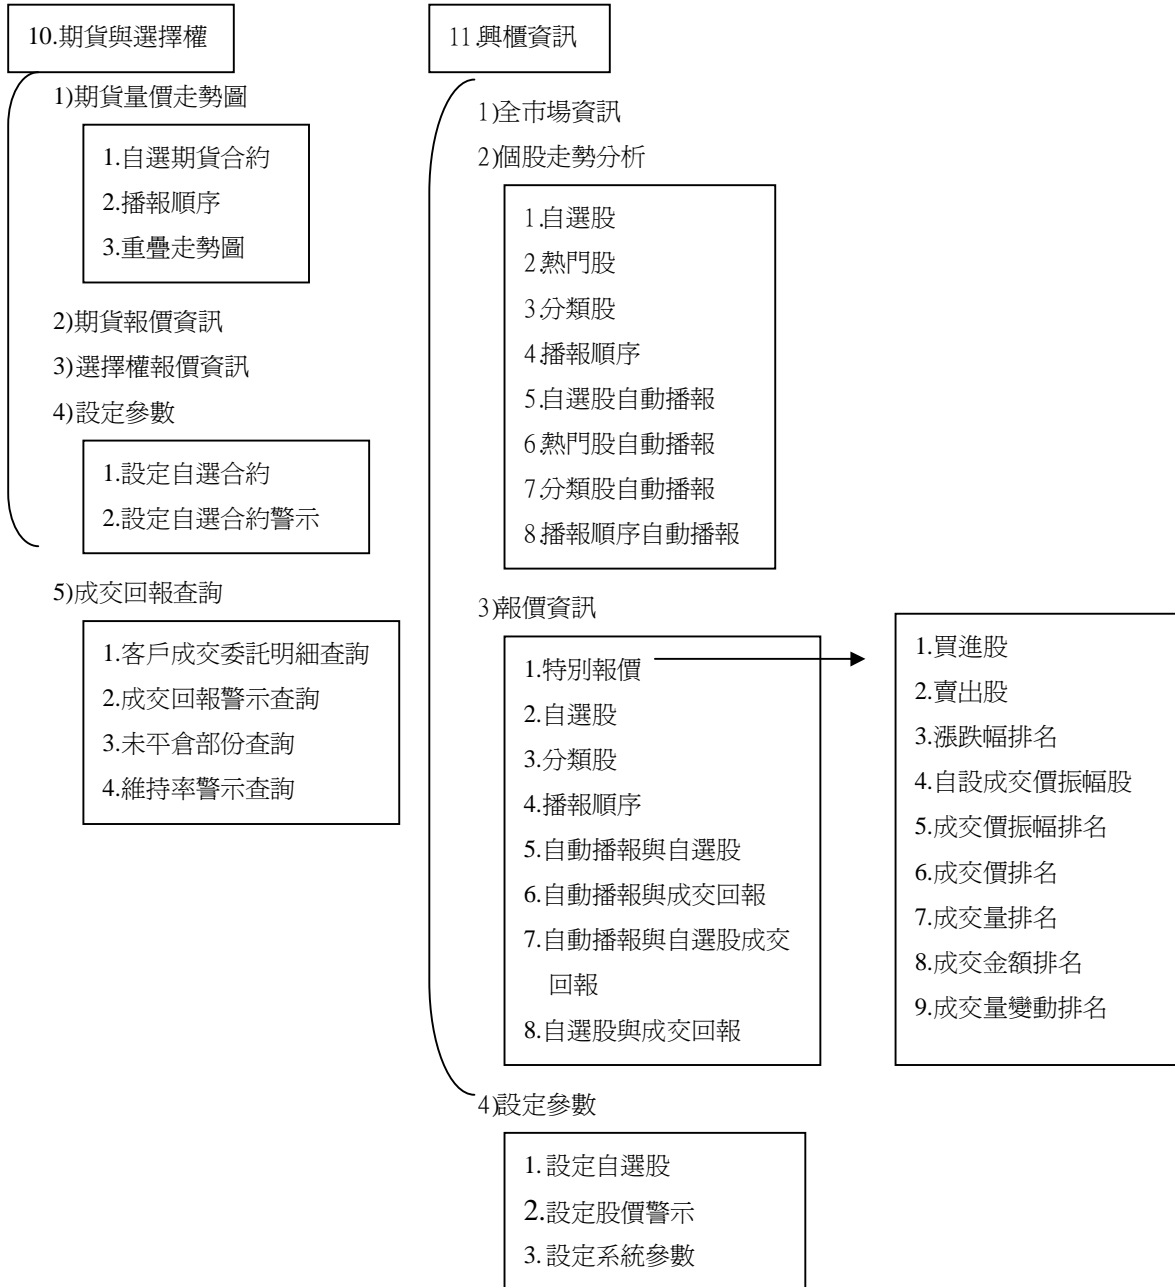 10.期貨與選擇權
1)期貨量價走勢圖
1.自選期貨合約
2.播報順序
3.重疊走勢圖
2)期貨報價資訊
3)選擇權報價資訊
4)設定參數
1.設定自選合約
2.設定自選合約警示
5)成交回報查詢
1.客戶成交委託明細查詢
2.成交回報警示查詢
3.未平倉部份查詢
4.維持率警示查詢
11.興櫃資訊
1)全市場資訊
2)個股走勢分析
1.自選股
2.熱門股
3.分類股
4.播報順序
5.自選股自動播報
6.熱門股自動播報
7.分類股自動播報
8.播報順序自動播報
3)報價資訊
1.特別報價
2.自選股
3.分類股
4.播報順序
5.自動播報與自選股
6.自動播報與成交回報
7.自動播報與自選股成交
回報
8.自選股與成交回報
1.買進股
2.賣出股
3.漲跌幅排名
4.自設成交價振幅股
5.成交價振幅排名
6.成交價排名
7.成交量排名
8.成交金額排名
9.成交量變動排名
4)設定參數
1.設定自選股
2.設定股價警示
3.設定系統參數